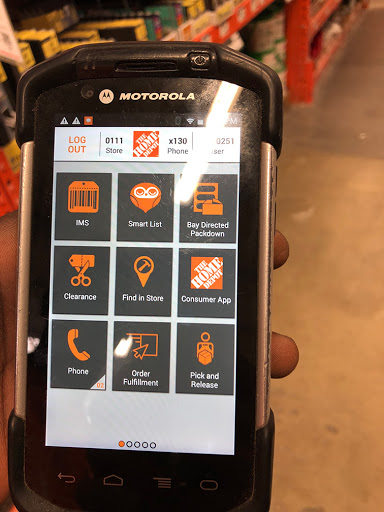 MOTOROLA
PM
LOG OUT
0111 Store
THE HOME DEPOT
x130 Phone
0251
ser
IMS
Smart List
Bay Directed
Packdown
Clearance
Find in Store
THE HOME DEPOT
Consumer App
Phone
Order
Fulfillment
Pick and
Release